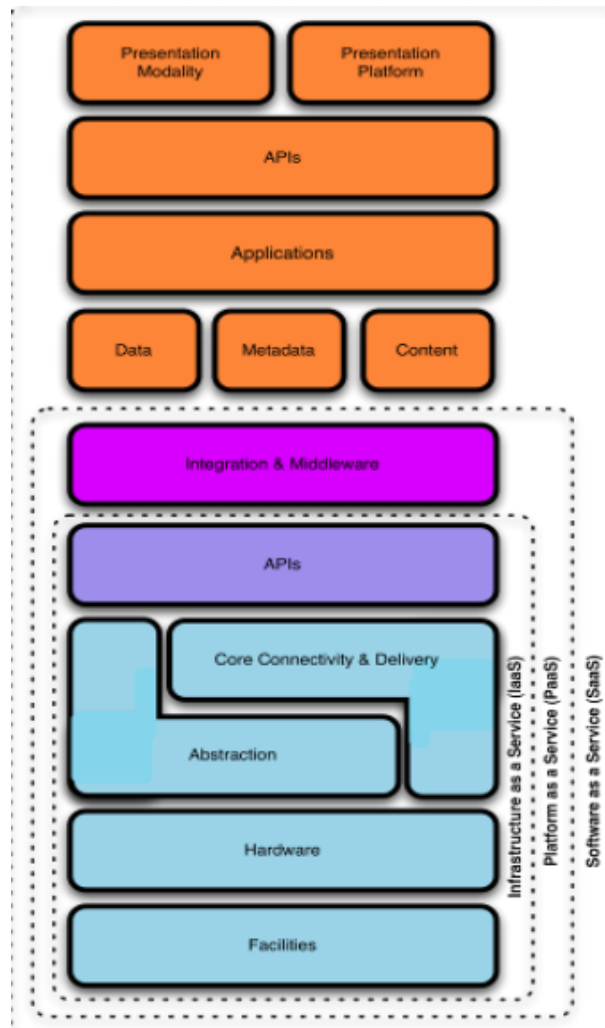 Presentation
Modality
Presentation
Platform
APIs
Applications
Data
Metadata
Content
Integration & Middleware
APIs
Core Connectivity & Delivery
Abstraction
Hardware
Facilities
Infrastructure as a Service (IaaS)
Platform as a Service (PaaS)
Software as a Service (SaaS)